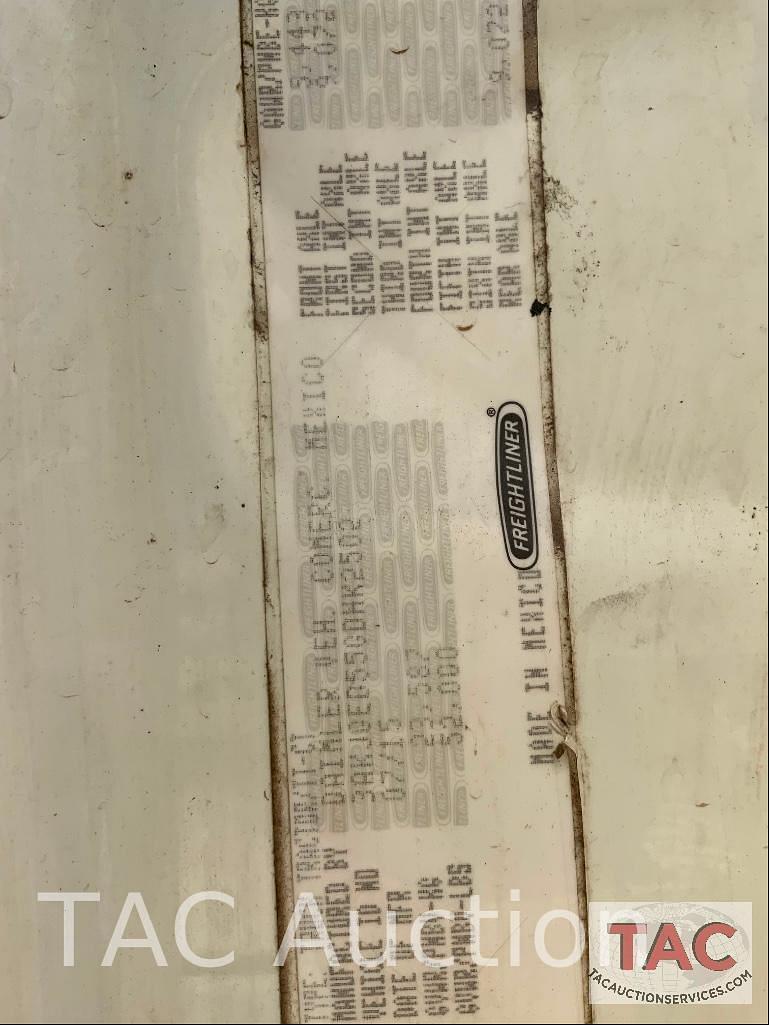 MANUFACTURED BY DAIMLER VEH. COMERC. MEXICO
VEHICLE ID NO
DATE OF MFR 07/15
GVWR/PNBV-KG 23,587
GVWR/PNBV-LBS 52,000
MADE IN MEXICO FREIGHTLINER®
GAWR/PNBE-KG
FRONT AXLE
FIRST INT AXLE 9,072
SECOND INT AXLE
THIRD INT AXLE
FOURTH INT AXLE
FIFTH INT AXLE
SIXTH INT AXLE
REAR AXLE 9,072
TAC Auction
TAC
TACAUCTIONSERVICES.COM